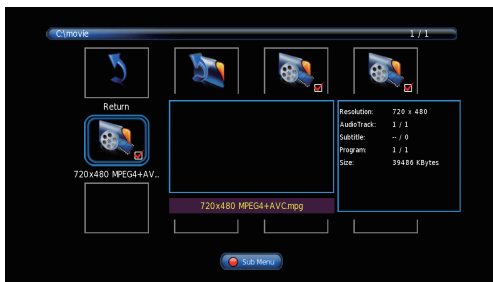 C:\movie 1 / 1
Return
Resolution: 720 x 480
AudioTrack: 1 / 1
Subtitle: -- / 0
Program: 1 / 1
Size: 39486 KBytes
720x480 MPEG4+AV..
720x480 MPEG4+AVC.mpg
Sub Menu